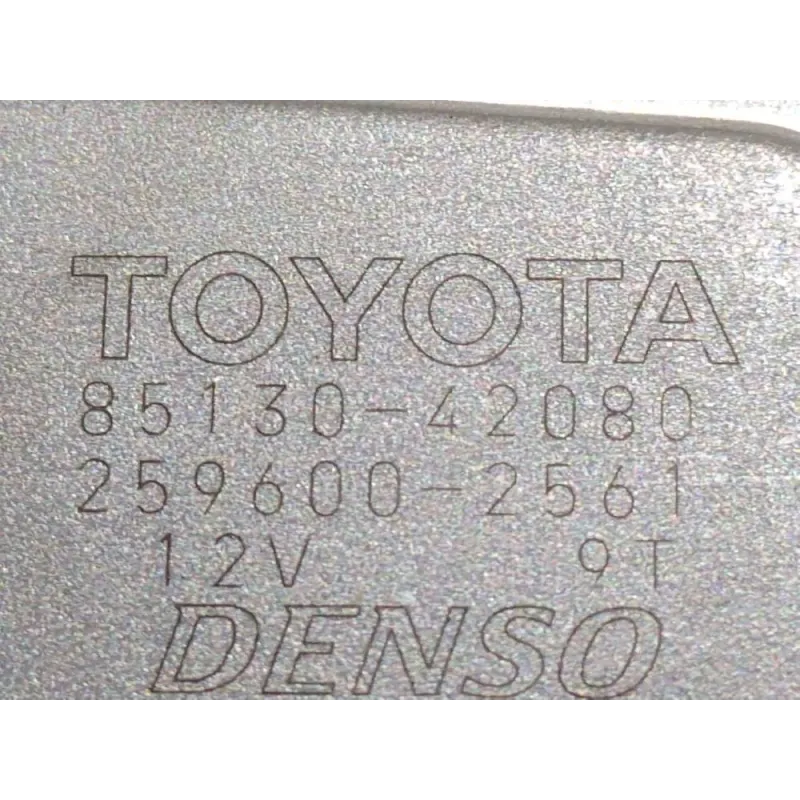 TOYOTA
85130-42080
259600-2561
12V 9T
DENSO